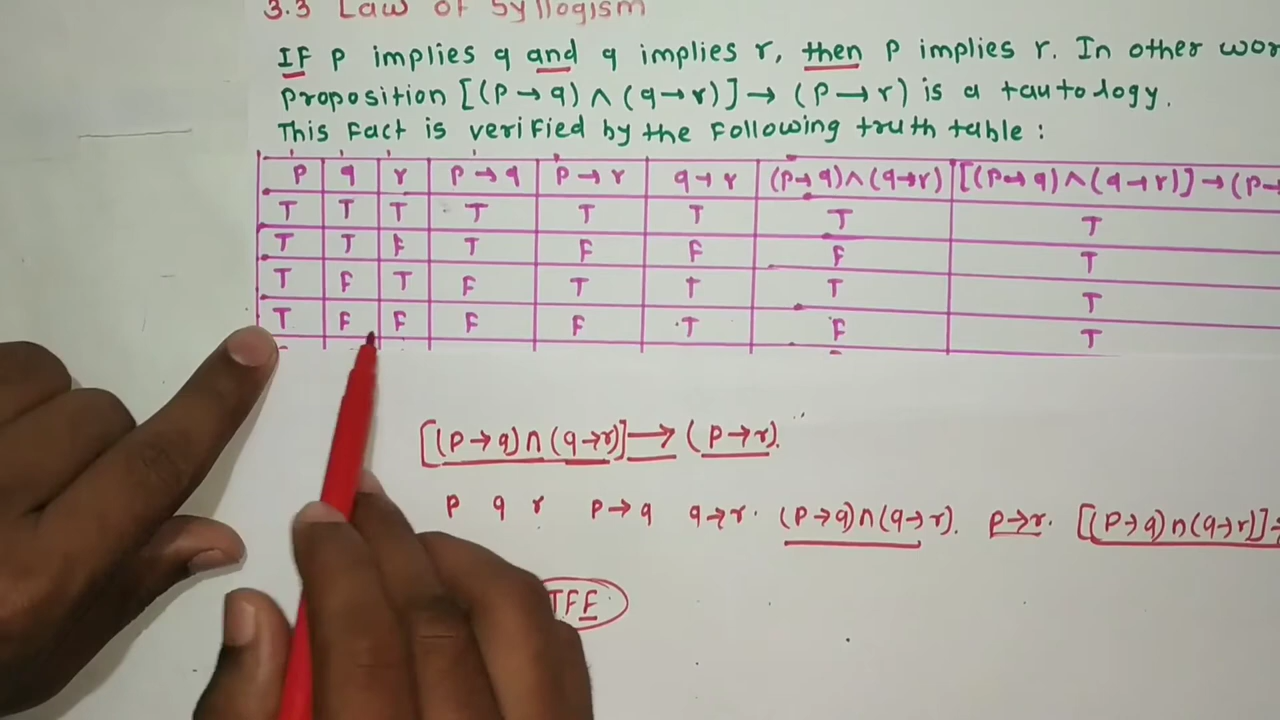 3.3 Law of Syllogism
IF p implies q and q implies r, then p implies r. In other
Proposition [(P→q) ∧ (q→r)] → (P→r) is a tautology.
This Fact is verified by the Following truth table :
P q r P→q P→r q→r (P→q)∧(q→r) [(P→q)∧(q→r)]→(P→
T T T T T T T T
T T F T F F F T
T F T F T T T T
T F F F F T F T
[(P→q)∩(q→r)]→(P→r).
P q r P→q q→r. (P→q)∩(q→r). P→r. [(P→q)∩(q→r)]→
TFF